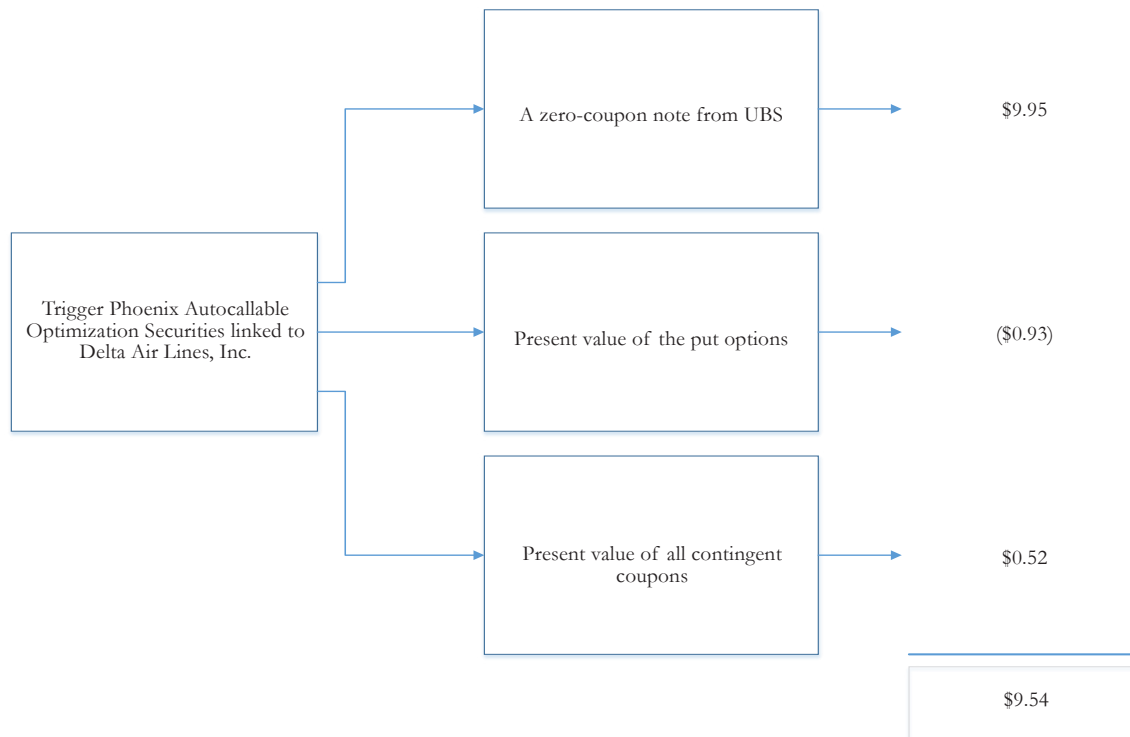 A zero-coupon note from UBS
$9.95
Trigger Phoenix Autocallable
Optimization Securities linked to
Delta Air Lines, Inc.
Present value of the put options
($0.93)
Present value of all contingent
coupons
$0.52
$9.54